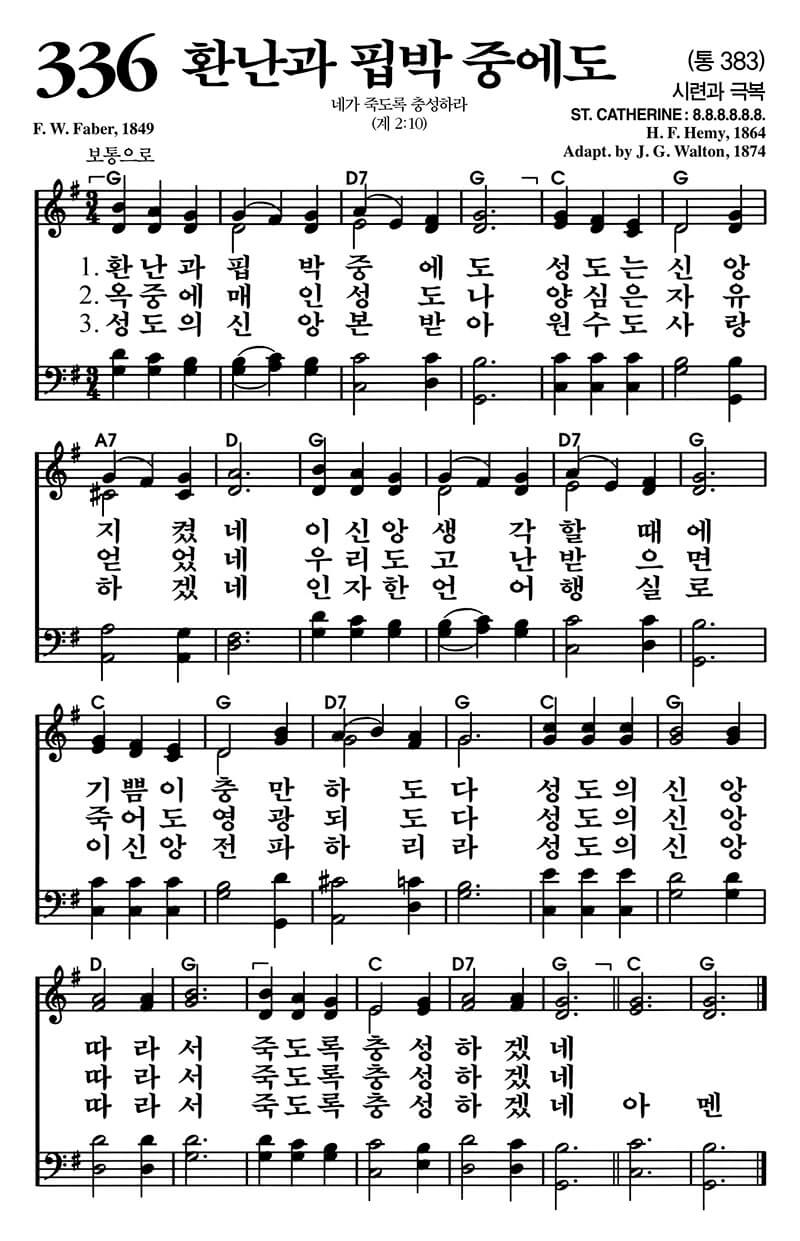 336 환난과 핍박 중에도 (통 383)
네가 죽도록 충성하라
(계 2:10)
시련과 극복
F. W. Faber, 1849
ST. CATHERINE: 8.8.8.8.8.8.
H. F. Hemy, 1864
Adapt. by J. G. Walton, 1874
보통으로
G D7 G C G
3 4
1. 환 난 과 핍 박 중 에 도 성 도 는 신 앙
2. 옥 중 에 매 인 성 도 나 양 심 은 자 유
3. 성 도 의 신 앙 본 받 아 원 수 도 사 랑
3 4
A7 D G D7 G
지 켰 네 이 신 앙 생 각 할 때 에
얻 었 네 우 리 도 고 난 받 으 면
하 겠 네 인 자 한 언 어 행 실 로
C G D7 G C G
기 쁨 이 충 만 하 도 다 성 도 의 신 앙
죽 어 도 영 광 되 도 다 성 도 의 신 앙
이 신 앙 전 파 하 리 라 성 도 의 신 앙
D G C D7 G C G
따 라 서 죽 도 록 충 성 하 겠 네
따 라 서 죽 도 록 충 성 하 겠 네
따 라 서 죽 도 록 충 성 하 겠 네 아 멘